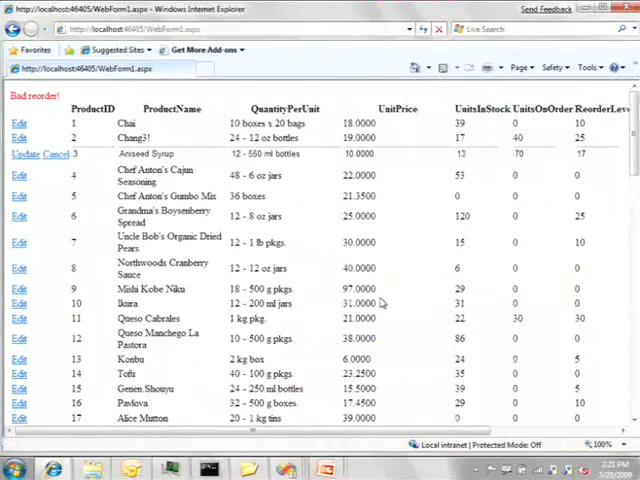 http://localhost:46405/WebForm1.aspx - Windows Internet Explorer
Send Feedback
http://localhost:46405/WebForm1.aspx
Live Search
Favorites Suggested Sites Get More Add-ons
http://localhost:46405/WebForm1.aspx
Page Safety Tools
Bad reorder!
ProductID ProductName QuantityPerUnit UnitPrice UnitsInStock UnitsOnOrder ReorderLeve
Edit 1 Chai 10 boxes x 20 bags 18.0000 39 0 10
Edit 2 Chang3! 24 - 12 oz bottles 19.0000 17 40 25
Update Cancel 3 Aniseed Syrup 12 - 550 ml bottles 10.0000 13 70 17
Edit 4 Chef Anton's Cajun Seasoning 48 - 6 oz jars 22.0000 53 0 0
Edit 5 Chef Anton's Gumbo Mix 36 boxes 21.3500 0 0 0
Edit 6 Grandma's Boysenberry Spread 12 - 8 oz jars 25.0000 120 0 25
Edit 7 Uncle Bob's Organic Dried Pears 12 - 1 lb pkgs. 30.0000 15 0 10
Edit 8 Northwoods Cranberry Sauce 12 - 12 oz jars 40.0000 6 0 0
Edit 9 Mishi Kobe Niku 18 - 500 g pkgs. 97.0000 29 0 0
Edit 10 Ikura 12 - 200 ml jars 31.0000 31 0 0
Edit 11 Queso Cabrales 1 kg pkg. 21.0000 22 30 30
Edit 12 Queso Manchego La Pastora 10 - 500 g pkgs. 38.0000 86 0 0
Edit 13 Konbu 2 kg box 6.0000 24 0 5
Edit 14 Tofu 40 - 100 g pkgs. 23.2500 35 0 0
Edit 15 Genen Shouyu 24 - 250 ml bottles 15.5000 39 0 5
Edit 16 Pavlova 32 - 500 g boxes 17.4500 29 0 10
Edit 17 Alice Mutton 20 - 1 kg tins 39.0000 0 0 0
Local intranet | Protected Mode: Off 100%
2:21 PM
3/20/2009